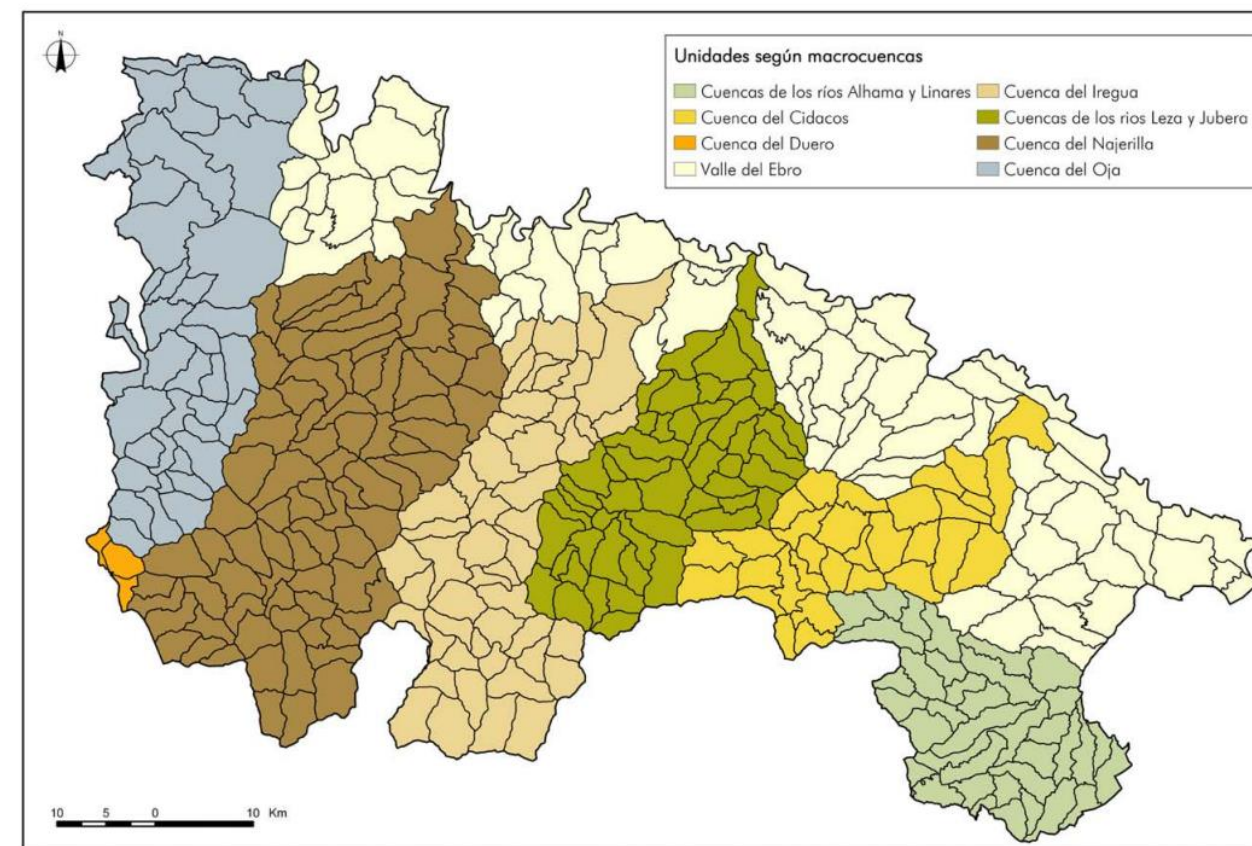 Unidades según macrocuencas
Cuencas de los ríos Alhama y Linares
Cuenca del Cidacos
Cuenca del Duero
Valle del Ebro
Cuenca del Iregua
Cuencas de los rios Leza y Jubera
Cuenca del Najerilla
Cuenca del Oja
10 5 0 10 Km